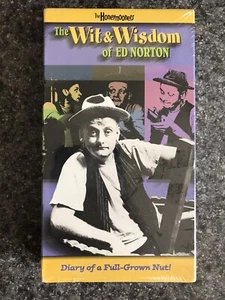 The Honeymooners
The Wit & Wisdom
of ED NORTON
Diary of a Full-Grown Nut!